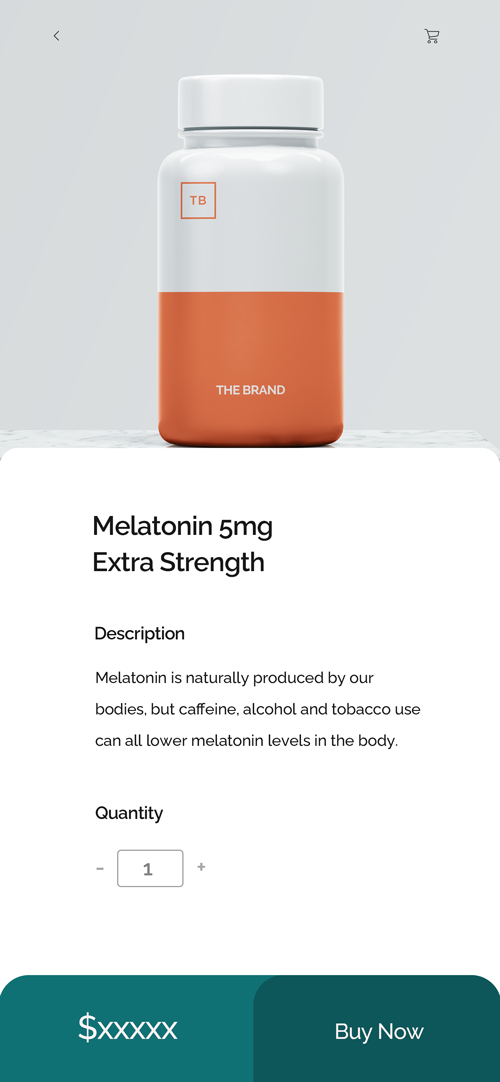 TB
THE BRAND
Melatonin 5mg
Extra Strength
Description
Melatonin is naturally produced by our
bodies, but caffeine, alcohol and tobacco use
can all lower melatonin levels in the body.
Quantity
- 1 +
$xxxxx
Buy Now